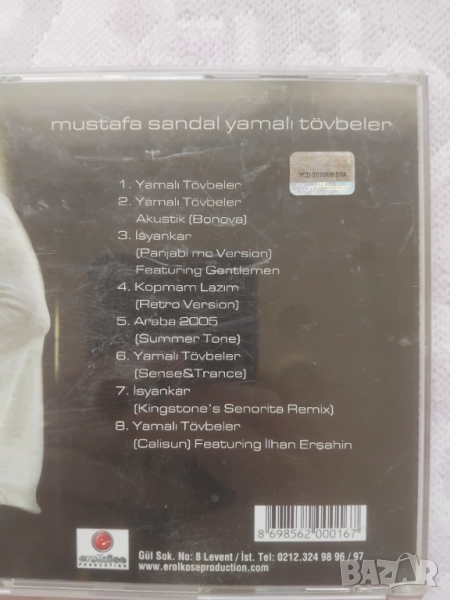 mustafa sandal yamalı tövbeler
1. Yamalı Tövbeler
2. Yamalı Tövbeler
Akustik (Bonova)
3. İsyankar
(Panjabi mc Version)
Featuring Gentlemen
4. Kopmam Lazım
(Retro Version)
5. Araba 2005
(Summer Tone)
6. Yamalı Tövbeler
(Sense&Trance)
7. İsyankar
(Kingstone's Senorita Remix)
8. Yamalı Tövbeler
(Calisun) Featuring İlhan Erşahin
8 698562 000167
erolköse
PRODUCTION
Gül Sok. No: 8 Levent / İst. Tel: 0212.324 98 96 / 97
www.erolkoseproduction.com
bazar